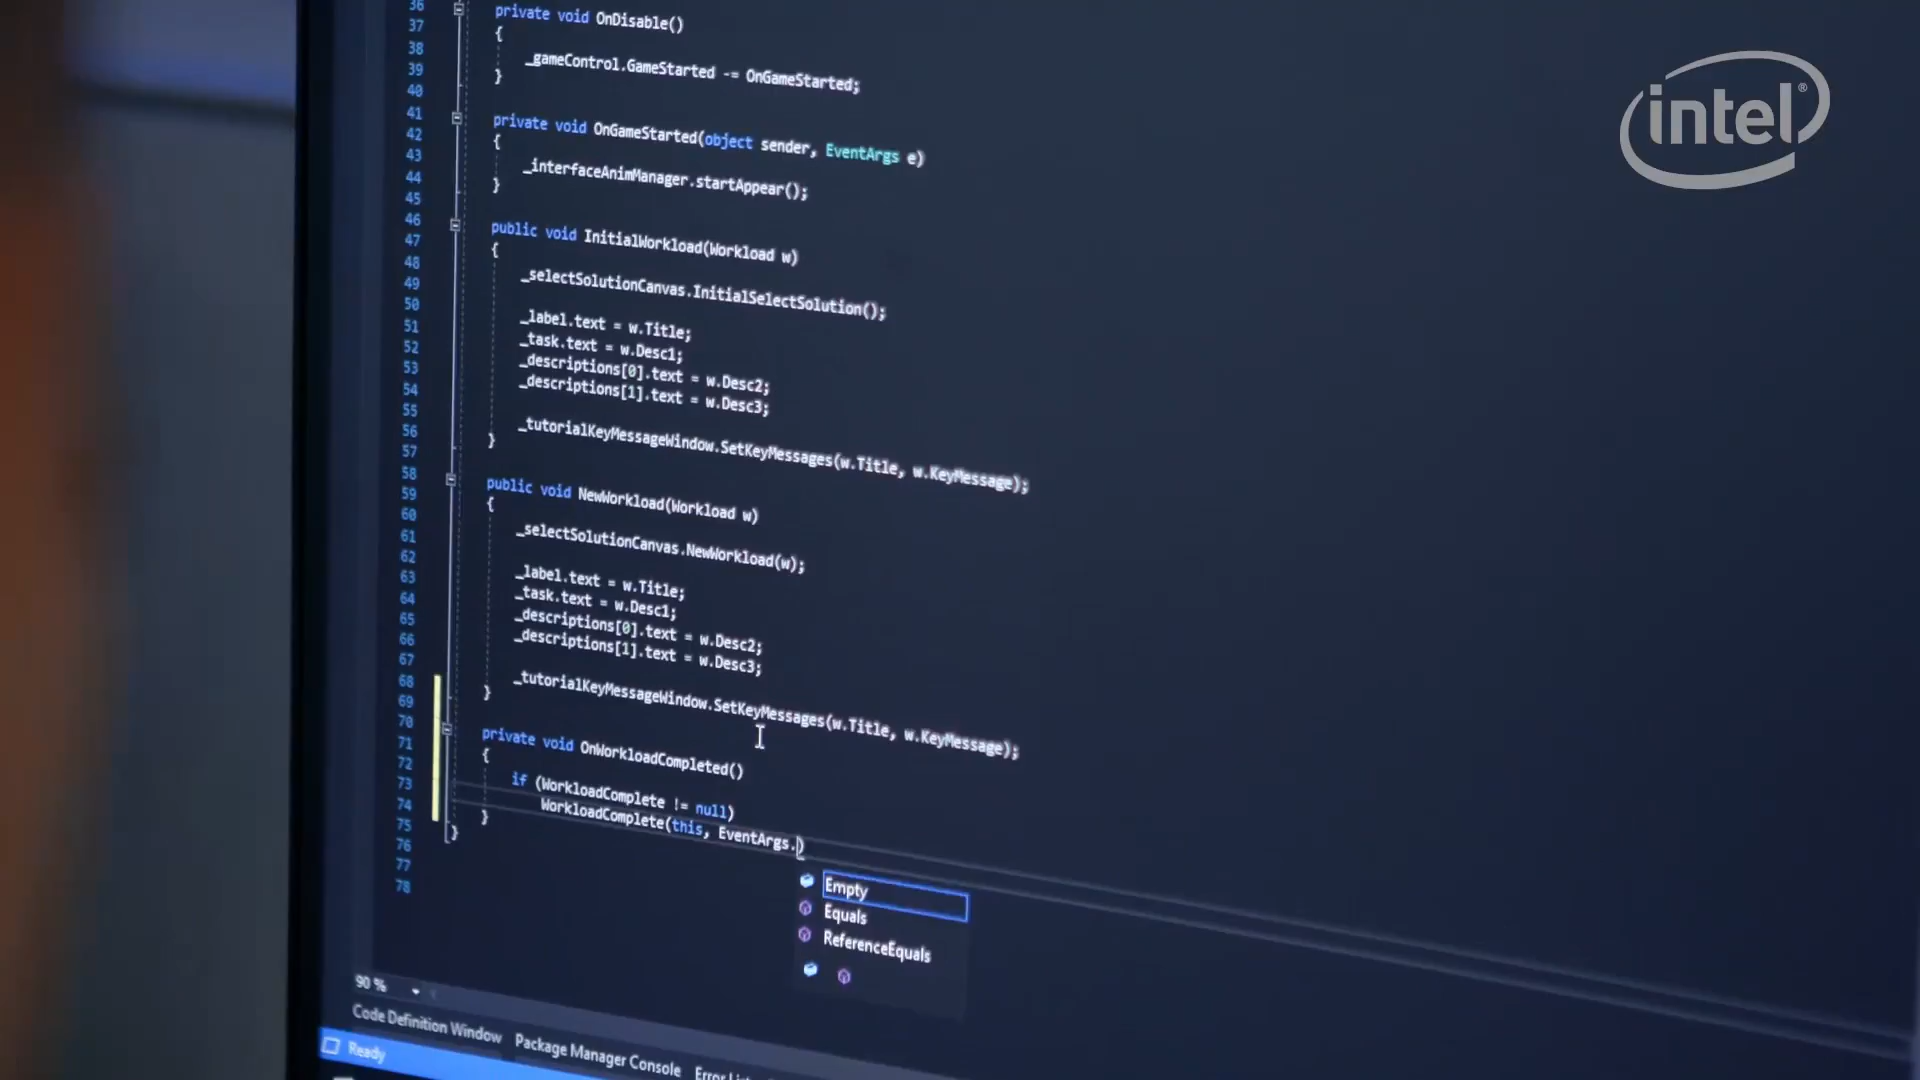 36
37
38
39
40
41
42
43
44
45
46
47
48
49
50
51
52
53
54
55
56
57
58
59
60
61
62
63
64
65
66
67
68
69
70
71
72
73
74
75
76
77
78
private void OnDisable()
{
_gameControl.GameStarted -= OnGameStarted;
}
private void OnGameStarted(object sender, EventArgs e)
{
_interfaceAnimManager.startAppear();
}
public void InitialWorkload(Workload w)
{
_selectSolutionCanvas.InitialSelectSolution();
_label.text = w.Title;
_task.text = w.Desc1;
_descriptions[0].text = w.Desc2;
_descriptions[1].text = w.Desc3;
_tutorialKeyMessageWindow.SetKeyMessages(w.Title, w.KeyMessage);
}
public void NewWorkload(Workload w)
{
_selectSolutionCanvas.NewWorkload(w);
_label.text = w.Title;
_task.text = w.Desc1;
_descriptions[0].text = w.Desc2;
_descriptions[1].text = w.Desc3;
_tutorialKeyMessageWindow.SetKeyMessages(w.Title, w.KeyMessage);
}
private void OnWorkloadCompleted()
{
if (WorkloadComplete != null)
WorkloadComplete(this, EventArgs.)
}
}
Empty
Equals
ReferenceEquals
90 %
Code Definition Window Package Manager Console Error
Ready
intel®